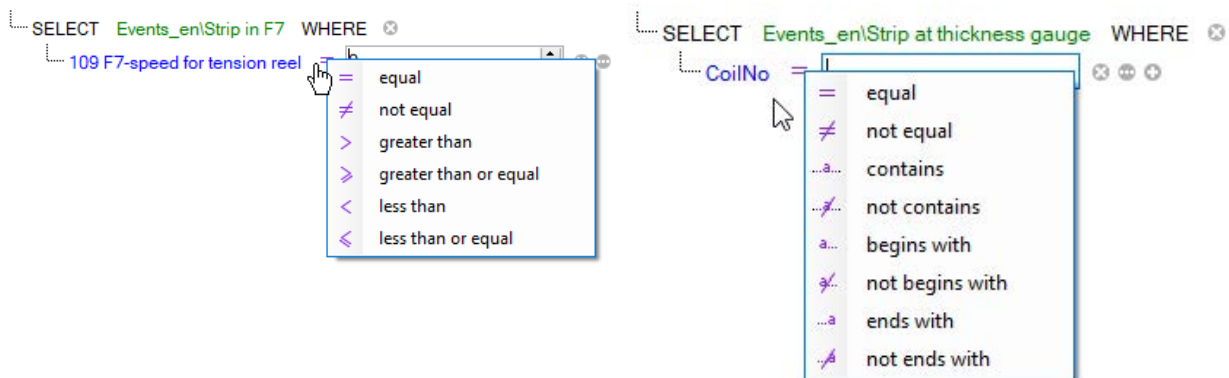 SELECT Events_en\Strip in F7 WHERE
109 F7-speed for tension reel =
= equal
≠ not equal
> greater than
⩾ greater than or equal
< less than
⩽ less than or equal
SELECT Events_en\Strip at thickness gauge WHERE
CoilNo =
= equal
≠ not equal
...a... contains
...a... not contains
a... begins with
a... not begins with
...a ends with
...a not ends with